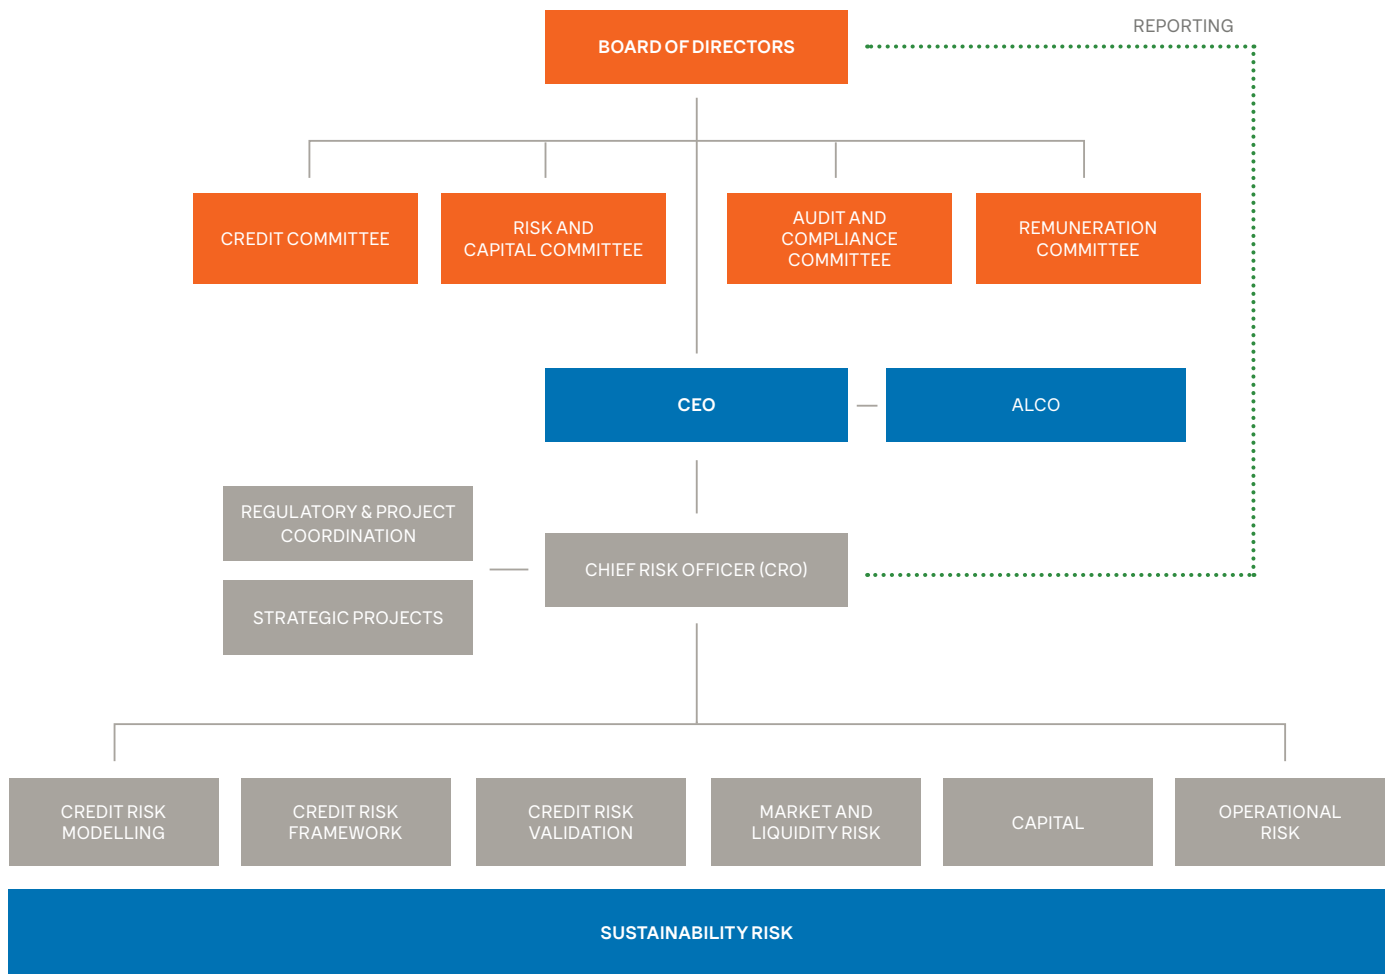 REPORTING
BOARD OF DIRECTORS
CREDIT COMMITTEE
RISK AND
CAPITAL COMMITTEE
AUDIT AND
COMPLIANCE
COMMITTEE
REMUNERATION
COMMITTEE
CEO
ALCO
REGULATORY & PROJECT
COORDINATION
STRATEGIC PROJECTS
CHIEF RISK OFFICER (CRO)
CREDIT RISK
MODELLING
CREDIT RISK
FRAMEWORK
CREDIT RISK
VALIDATION
MARKET AND
LIQUIDITY RISK
CAPITAL
OPERATIONAL
RISK
SUSTAINABILITY RISK